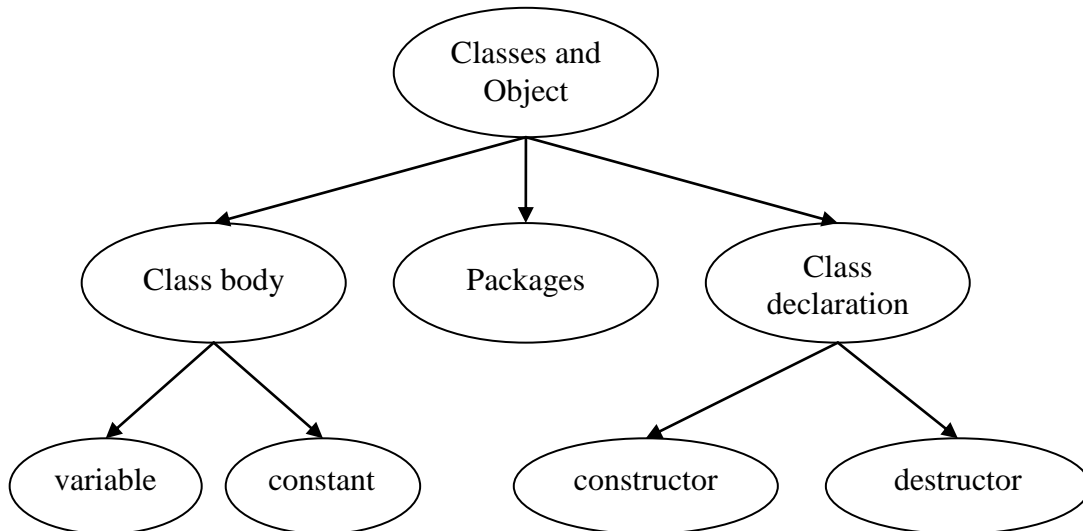 Classes and
Object
Class body
Packages
Class
declaration
variable
constant
constructor
destructor